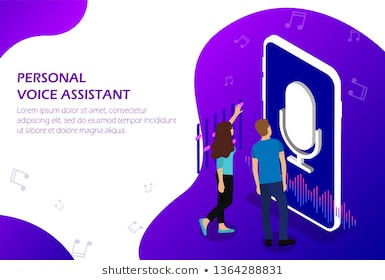 PERSONAL
VOICE ASSISTANT
Lorem ipsum dolor sit amet, consectetur
adipiscing elit, sed do eiusmod tempor
incididunt ut labore et dolore magna
aliqua.
shutterstock.com • 1364288831